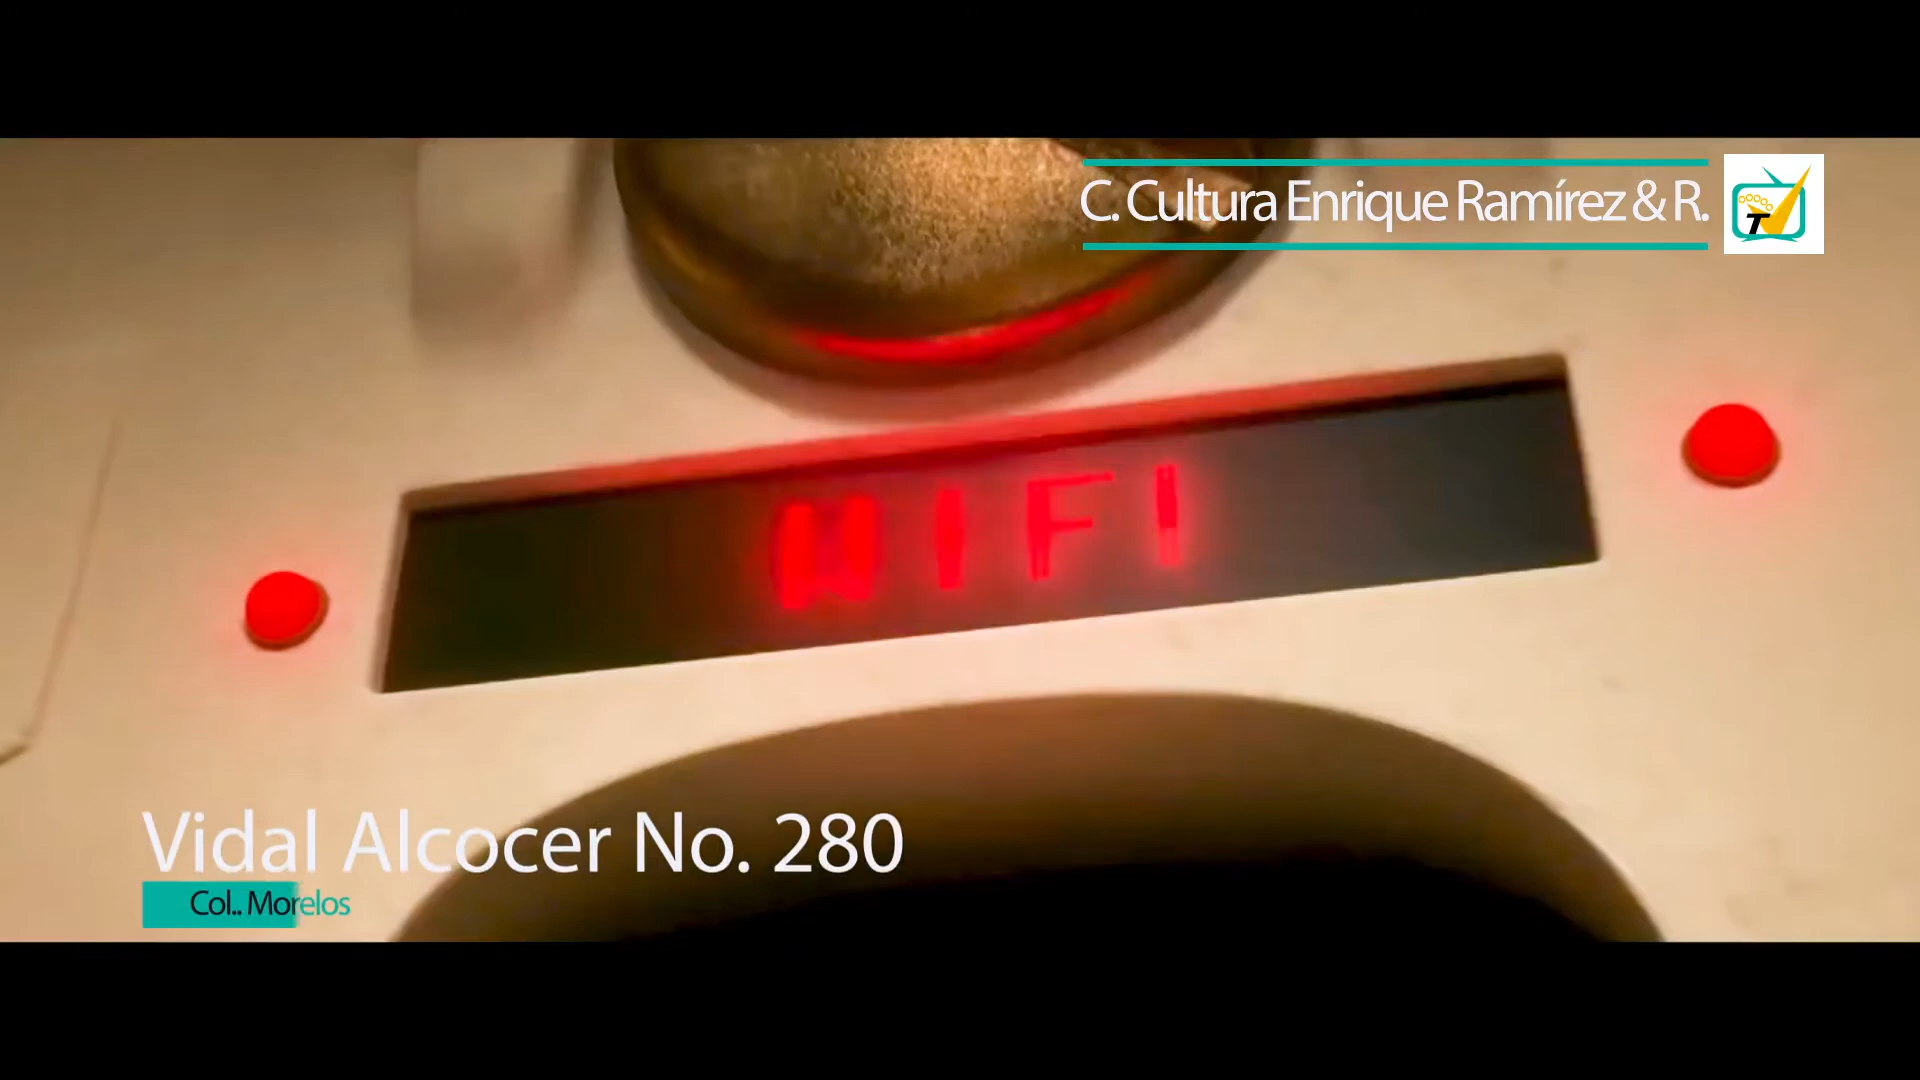 C. Cultura Enrique Ramírez & R.
T
WIFI
Vidal Alcocer No. 280
Col.. Morelos